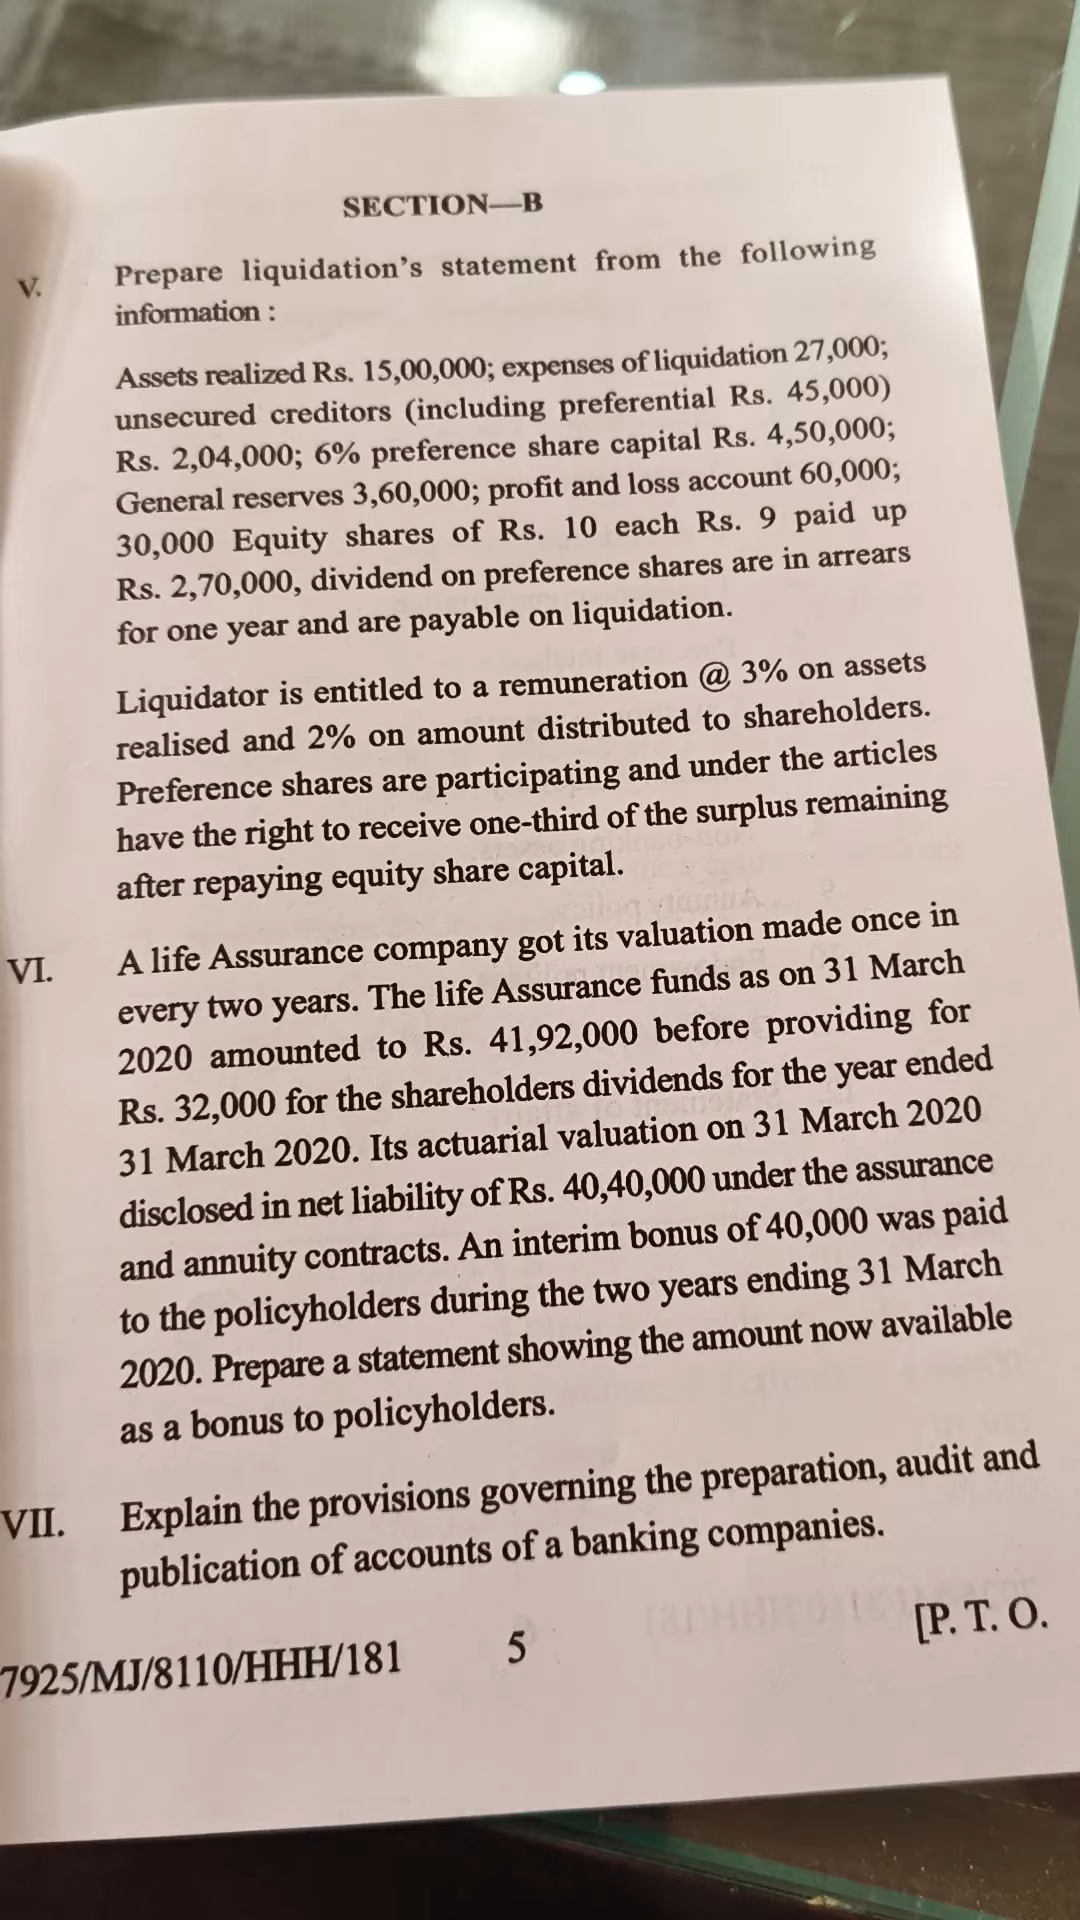 SECTION—B
V. Prepare liquidation's statement from the following
information :
Assets realized Rs. 15,00,000; expenses of liquidation 27,000;
unsecured creditors (including preferential Rs. 45,000)
Rs. 2,04,000; 6% preference share capital Rs. 4,50,000;
General reserves 3,60,000; profit and loss account 60,000;
30,000 Equity shares of Rs. 10 each Rs. 9 paid up
Rs. 2,70,000, dividend on preference shares are in arrears
for one year and are payable on liquidation.
Liquidator is entitled to a remuneration @ 3% on assets
realised and 2% on amount distributed to shareholders.
Preference shares are participating and under the articles
have the right to receive one-third of the surplus remaining
after repaying equity share capital.
VI. A life Assurance company got its valuation made once in
every two years. The life Assurance funds as on 31 March
2020 amounted to Rs. 41,92,000 before providing for
Rs. 32,000 for the shareholders dividends for the year ended
31 March 2020. Its actuarial valuation on 31 March 2020
disclosed in net liability of Rs. 40,40,000 under the assurance
and annuity contracts. An interim bonus of 40,000 was paid
to the policyholders during the two years ending 31 March
2020. Prepare a statement showing the amount now available
as a bonus to policyholders.
VII. Explain the provisions governing the preparation, audit and
publication of accounts of a banking companies.
7925/MJ/8110/HHH/181 5 [P. T. O.